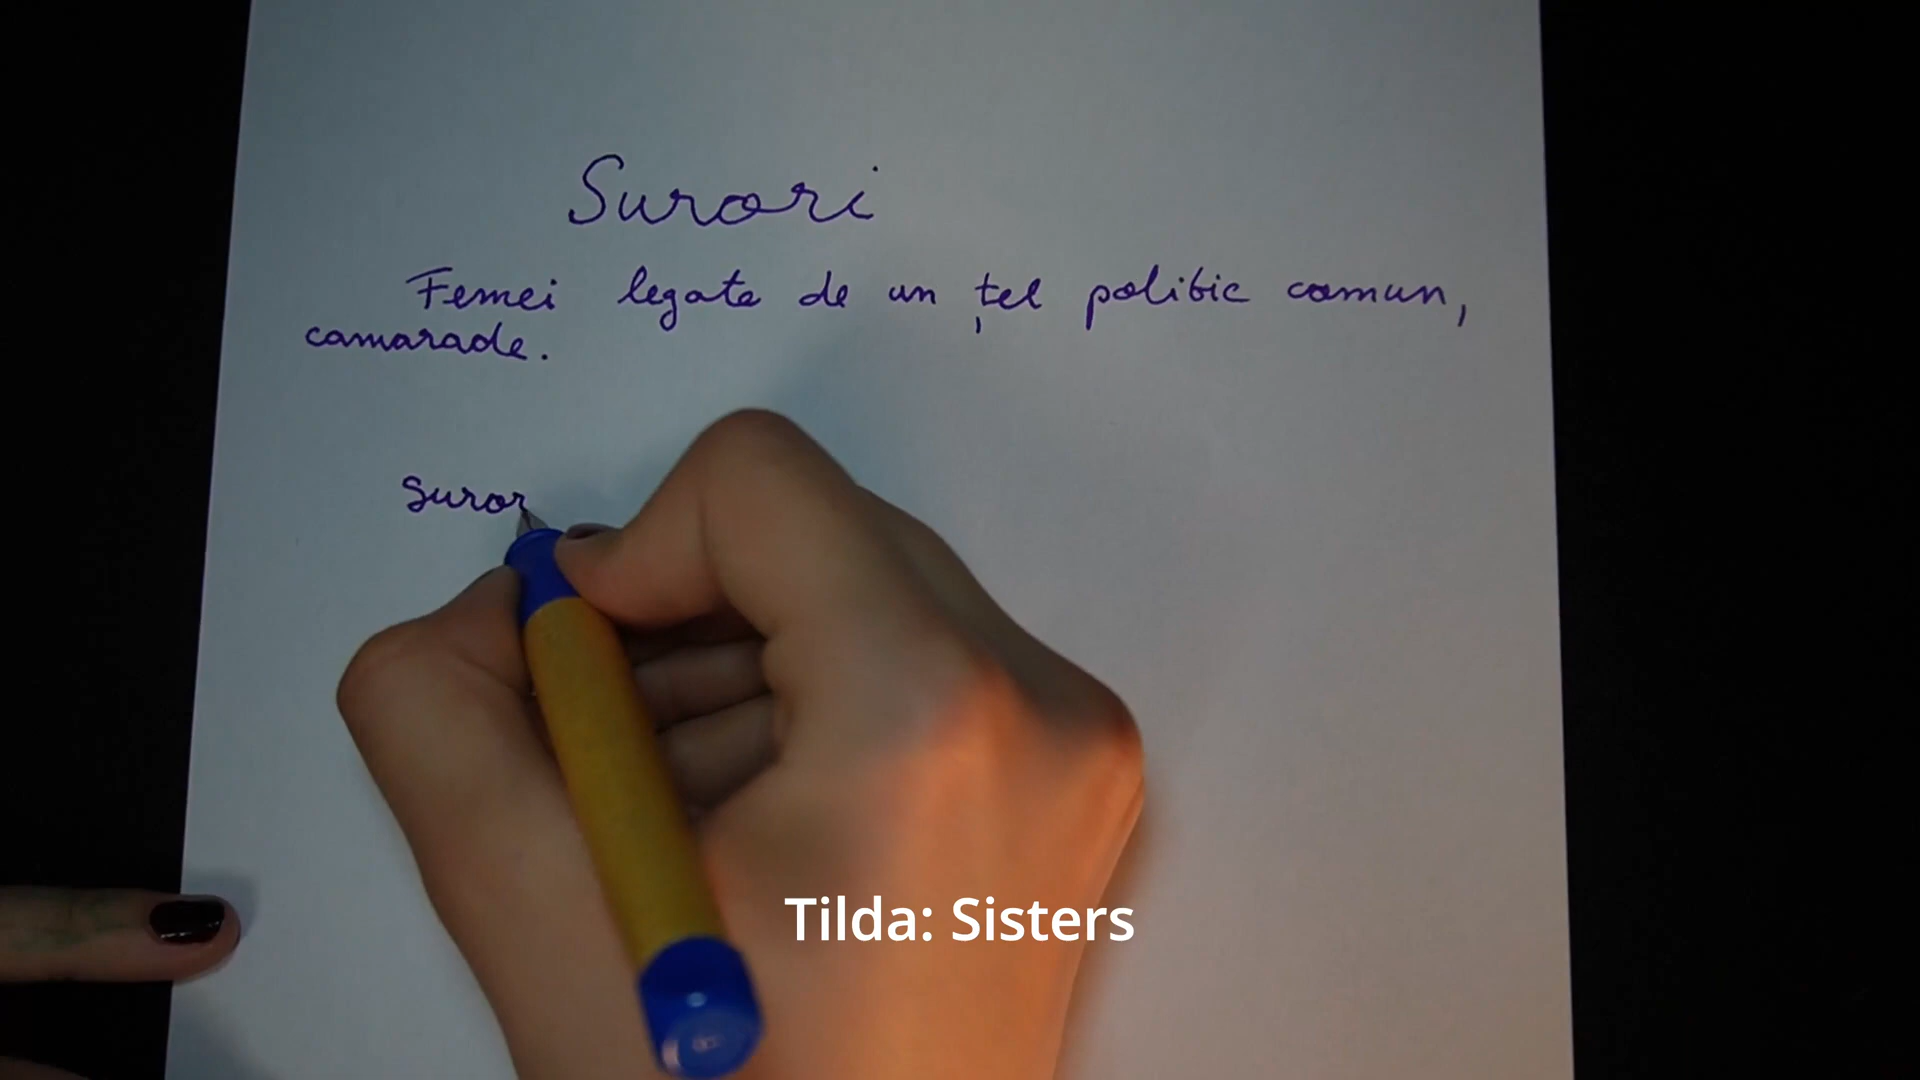 Surori
Femei legate de un țel politic comun,
camarade.
suror
Tilda: Sisters